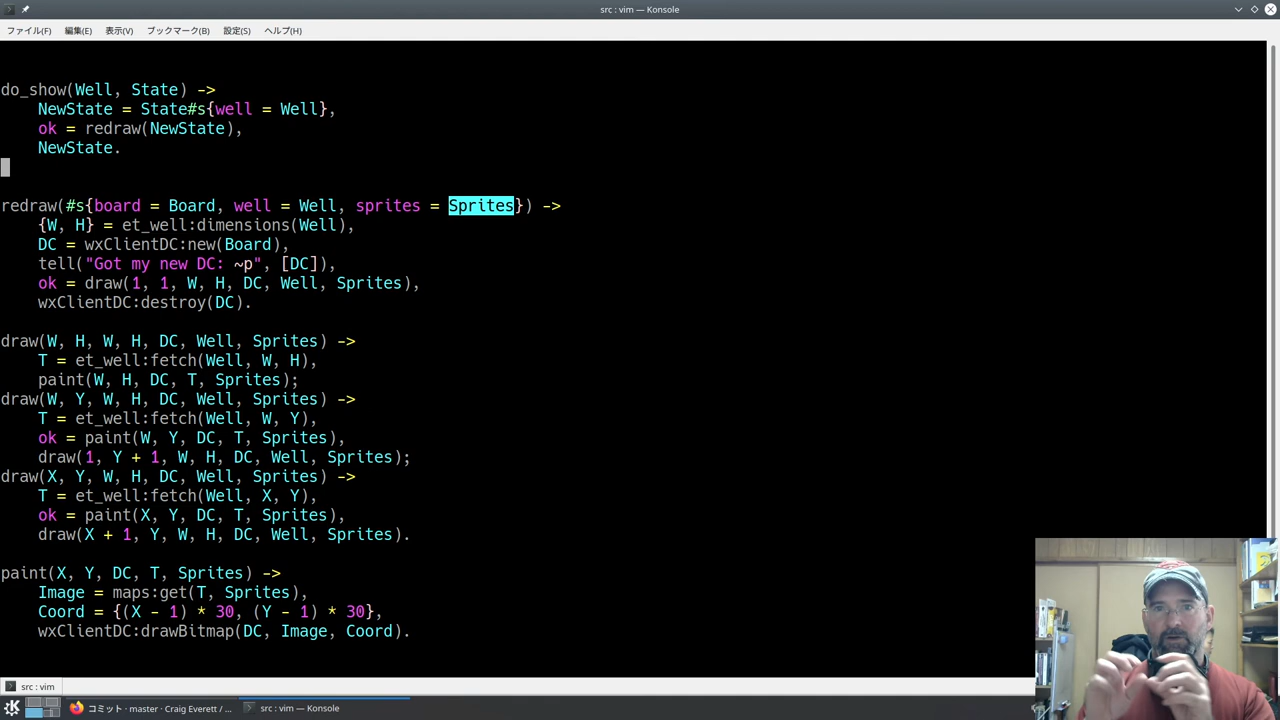 src : vim — Konsole
ファイル(F) 編集(E) 表示(V) ブックマーク(B) 設定(S) ヘルプ(H)
do_show(Well, State) ->
    NewState = State#s{well = Well},
    ok = redraw(NewState),
    NewState.
redraw(#s{board = Board, well = Well, sprites = Sprites}) ->
    {W, H} = et_well:dimensions(Well),
    DC = wxClientDC:new(Board),
    tell("Got my new DC: ~p", [DC]),
    ok = draw(1, 1, W, H, DC, Well, Sprites),
    wxClientDC:destroy(DC).
draw(W, H, W, H, DC, Well, Sprites) ->
    T = et_well:fetch(Well, W, H),
    paint(W, H, DC, T, Sprites);
draw(W, Y, W, H, DC, Well, Sprites) ->
    T = et_well:fetch(Well, W, Y),
    ok = paint(W, Y, DC, T, Sprites),
    draw(1, Y + 1, W, H, DC, Well, Sprites);
draw(X, Y, W, H, DC, Well, Sprites) ->
    T = et_well:fetch(Well, X, Y),
    ok = paint(X, Y, DC, T, Sprites),
    draw(X + 1, Y, W, H, DC, Well, Sprites).
paint(X, Y, DC, T, Sprites) ->
    Image = maps:get(T, Sprites),
    Coord = {(X - 1) * 30, (Y - 1) * 30},
    wxClientDC:drawBitmap(DC, Image, Coord).
src : vim
コミット · master · Craig Everett / ... src : vim — Konsole